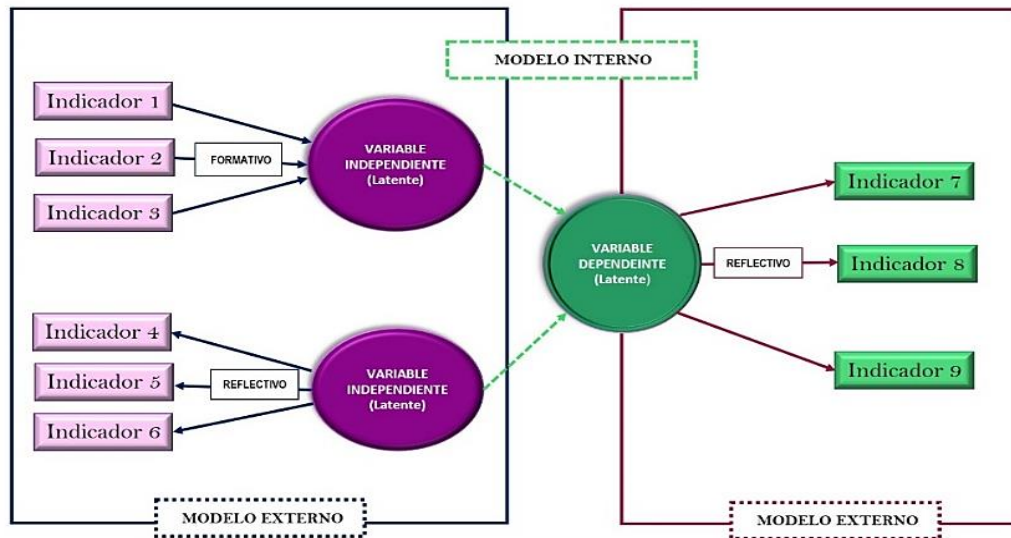 MODELO INTERNO
Indicador 1
Indicador 2
Indicador 3
FORMATIVO
VARIABLE
INDEPENDIENTE
(Latente)
Indicador 4
Indicador 5
Indicador 6
REFLECTIVO
VARIABLE
INDEPENDIENTE
(Latente)
VARIABLE
DEPENDEINTE
(Latente)
REFLECTIVO
Indicador 7
Indicador 8
Indicador 9
MODELO EXTERNO
MODELO EXTERNO